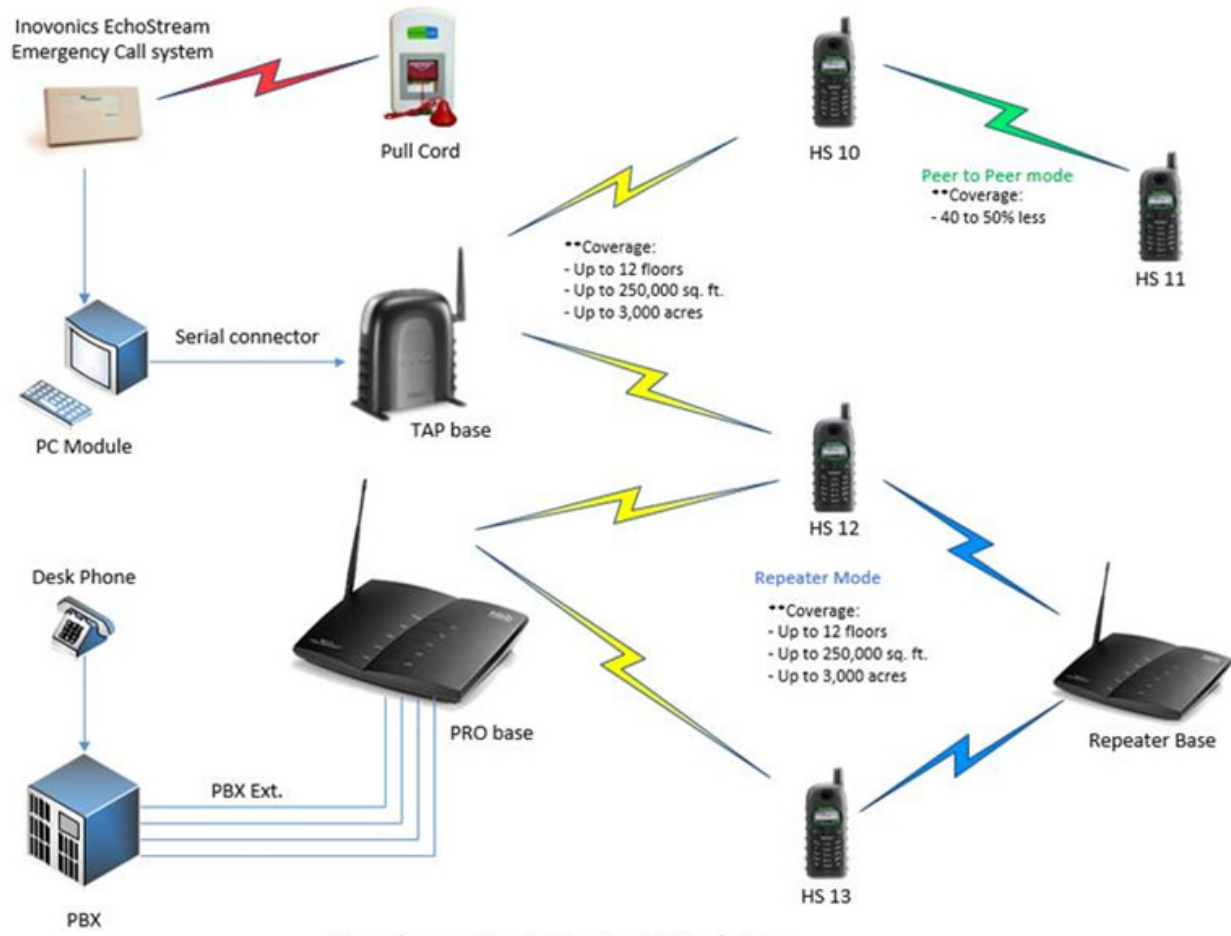 Inovonics EchoStream
Emergency Call system
Pull Cord
HS 10
Peer to Peer mode
**Coverage:
- 40 to 50% less
HS 11
**Coverage:
- Up to 12 floors
- Up to 250,000 sq. ft.
- Up to 3,000 acres
Serial connector
TAP base
PC Module
HS 12
Desk Phone
Repeater Mode
**Coverage:
- Up to 12 floors
- Up to 250,000 sq. ft.
- Up to 3,000 acres
PRO base
Repeater Base
PBX Ext.
HS 13
PBX